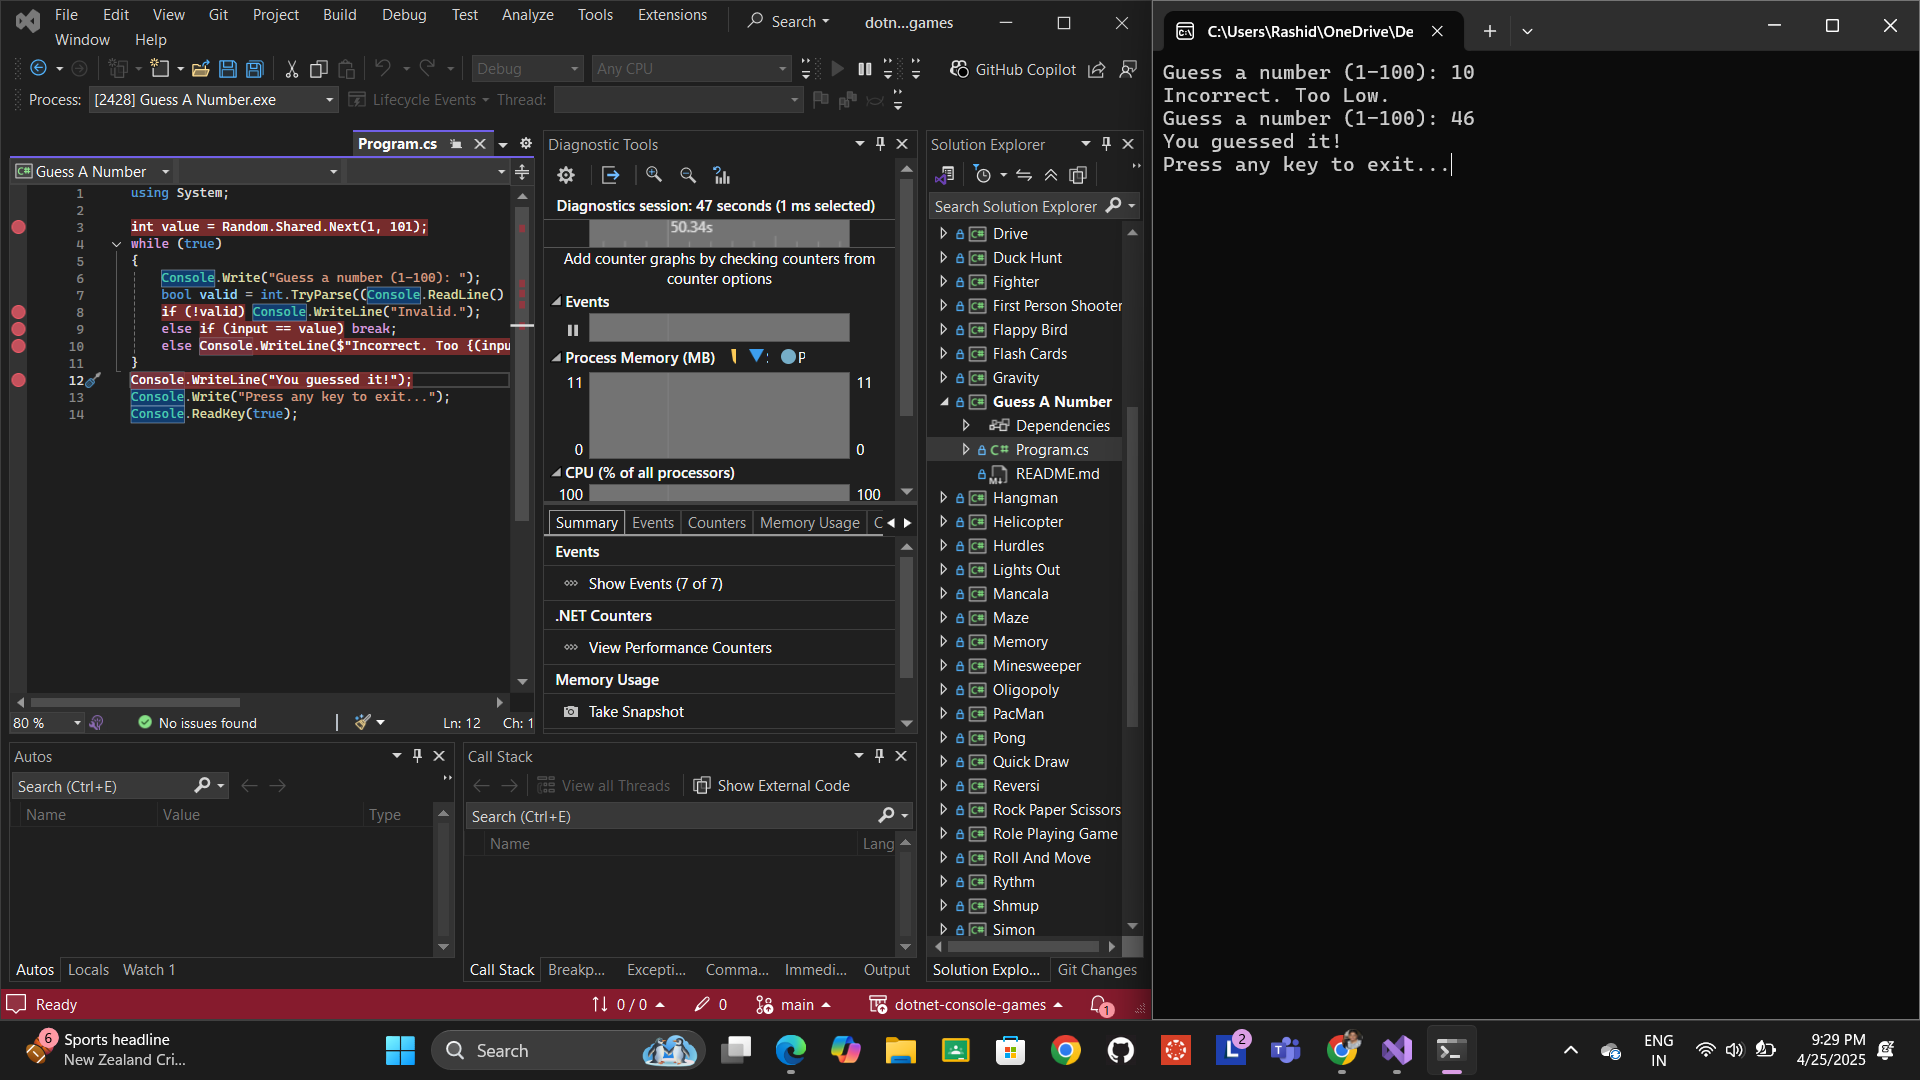 File Edit View Git Project Build Debug Test Analyze Tools Extensions Search dotn...games
Window Help
Debug Any CPU GitHub Copilot
Process: [2428] Guess A Number.exe Lifecycle Events Thread:
Program.cs
Guess A Number
1 using System;
2
3 int value = Random.Shared.Next(1, 101);
4 while (true)
5 {
6 Console.Write("Guess a number (1-100): ");
7 bool valid = int.TryParse((Console.ReadLine()
8 if (!valid) Console.WriteLine("Invalid.");
9 else if (input == value) break;
10 else Console.WriteLine($"Incorrect. Too {(inpu
11 }
12 Console.WriteLine("You guessed it!");
13 Console.Write("Press any key to exit...");
14 Console.ReadKey(true);
80 % No issues found Ln: 12 Ch: 1
Diagnostic Tools
Diagnostics session: 47 seconds (1 ms selected)
50.34s
Add counter graphs by checking counters from
counter options
Events
Process Memory (MB) P
11 11
0 0
CPU (% of all processors)
100 100
Summary Events Counters Memory Usage C
Events
Show Events (7 of 7)
.NET Counters
View Performance Counters
Memory Usage
Take Snapshot
Solution Explorer
Search Solution Explorer
Drive
Duck Hunt
Fighter
First Person Shooter
Flappy Bird
Flash Cards
Gravity
Guess A Number
Dependencies
C# Program.cs
README.md
Hangman
Helicopter
Hurdles
Lights Out
Mancala
Maze
Memory
Minesweeper
Oligopoly
PacMan
Pong
Quick Draw
Reversi
Rock Paper Scissors
Role Playing Game
Roll And Move
Rythm
Shmup
Simon
Solution Explo... Git Changes
Autos
Search (Ctrl+E)
Name Value Type
Autos Locals Watch 1
Call Stack
View all Threads Show External Code
Search (Ctrl+E)
Name Lang
Call Stack Breakp... Excepti... Comma... Immedi... Output
Ready 0 / 0 0 main dotnet-console-games 1
C:\Users\Rashid\OneDrive\De
Guess a number (1-100): 10
Incorrect. Too Low.
Guess a number (1-100): 46
You guessed it!
Press any key to exit...
6 Sports headline
New Zealand Cri...
Search
2
ENG
IN
9:29 PM
4/25/2025